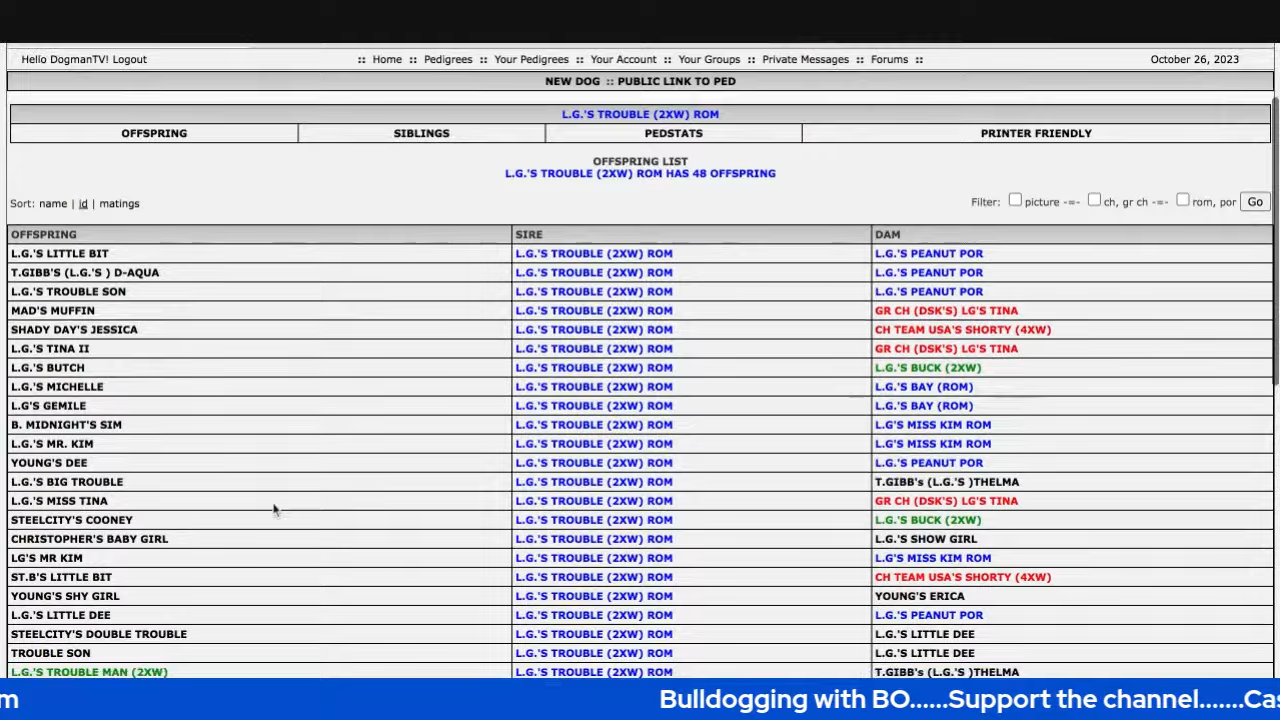 Hello DogmanTV! Logout :: Home :: Pedigrees :: Your Pedigrees :: Your Account :: Your Groups :: Private Messages :: Forums :: October 26, 2023
NEW DOG :: PUBLIC LINK TO PED
L.G.'S TROUBLE (2XW) ROM
OFFSPRING SIBLINGS PEDSTATS PRINTER FRIENDLY
OFFSPRING LIST
L.G.'S TROUBLE (2XW) ROM HAS 48 OFFSPRING
Sort: name | id | matings Filter: picture -=- ch, gr ch -=- rom, por Go
OFFSPRING SIRE DAM
L.G.'S LITTLE BIT L.G.'S TROUBLE (2XW) ROM L.G.'S PEANUT POR
T.GIBB'S (L.G.'S ) D-AQUA L.G.'S TROUBLE (2XW) ROM L.G.'S PEANUT POR
L.G.'S TROUBLE SON L.G.'S TROUBLE (2XW) ROM L.G.'S PEANUT POR
MAD'S MUFFIN L.G.'S TROUBLE (2XW) ROM GR CH (DSK'S) LG'S TINA
SHADY DAY'S JESSICA L.G.'S TROUBLE (2XW) ROM CH TEAM USA'S SHORTY (4XW)
L.G.'S TINA II L.G.'S TROUBLE (2XW) ROM GR CH (DSK'S) LG'S TINA
L.G.'S BUTCH L.G.'S TROUBLE (2XW) ROM L.G.'S BUCK (2XW)
L.G.'S MICHELLE L.G.'S TROUBLE (2XW) ROM L.G.'S BAY (ROM)
L.G'S GEMILE L.G.'S TROUBLE (2XW) ROM L.G.'S BAY (ROM)
B. MIDNIGHT'S SIM L.G.'S TROUBLE (2XW) ROM L.G'S MISS KIM ROM
L.G.'S MR. KIM L.G.'S TROUBLE (2XW) ROM L.G'S MISS KIM ROM
YOUNG'S DEE L.G.'S TROUBLE (2XW) ROM L.G.'S PEANUT POR
L.G.'S BIG TROUBLE L.G.'S TROUBLE (2XW) ROM T.GIBB's (L.G.'S )THELMA
L.G.'S MISS TINA L.G.'S TROUBLE (2XW) ROM GR CH (DSK'S) LG'S TINA
STEELCITY'S COONEY L.G.'S TROUBLE (2XW) ROM L.G.'S BUCK (2XW)
CHRISTOPHER'S BABY GIRL L.G.'S TROUBLE (2XW) ROM L.G.'S SHOW GIRL
LG'S MR KIM L.G.'S TROUBLE (2XW) ROM L.G'S MISS KIM ROM
ST.B'S LITTLE BIT L.G.'S TROUBLE (2XW) ROM CH TEAM USA'S SHORTY (4XW)
YOUNG'S SHY GIRL L.G.'S TROUBLE (2XW) ROM YOUNG'S ERICA
L.G.'S LITTLE DEE L.G.'S TROUBLE (2XW) ROM L.G.'S PEANUT POR
STEELCITY'S DOUBLE TROUBLE L.G.'S TROUBLE (2XW) ROM L.G.'S LITTLE DEE
TROUBLE SON L.G.'S TROUBLE (2XW) ROM L.G.'S LITTLE DEE
L.G.'S TROUBLE MAN (2XW) L.G.'S TROUBLE (2XW) ROM T.GIBB's (L.G.'S )THELMA
m Bulldogging with BO......Support the channel.......Cas